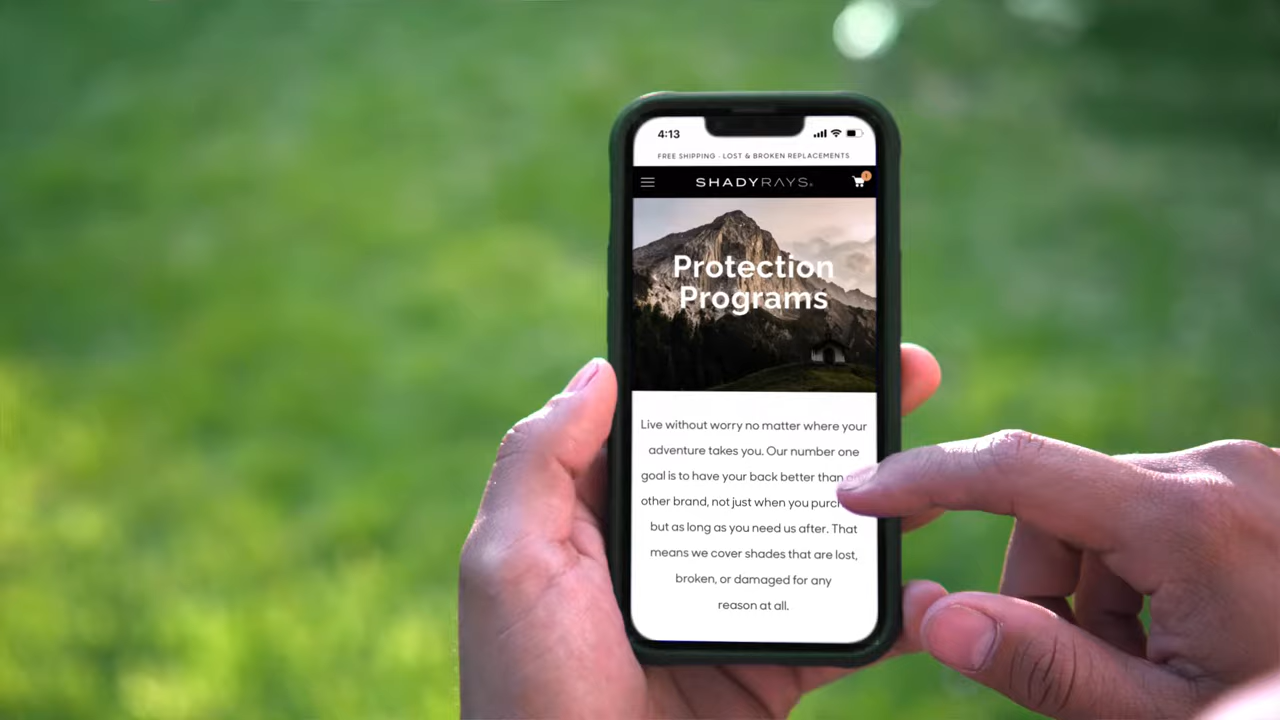 4:13
FREE SHIPPING - LOST & BROKEN REPLACEMENTS
SHADYRAYS®
1
Protection
Programs
Live without worry no matter where your
adventure takes you. Our number one
goal is to have your back better than
other brand, not just when you
but as long as you need us after. That
means we cover shades that are lost,
broken, or damaged for any
reason at all.